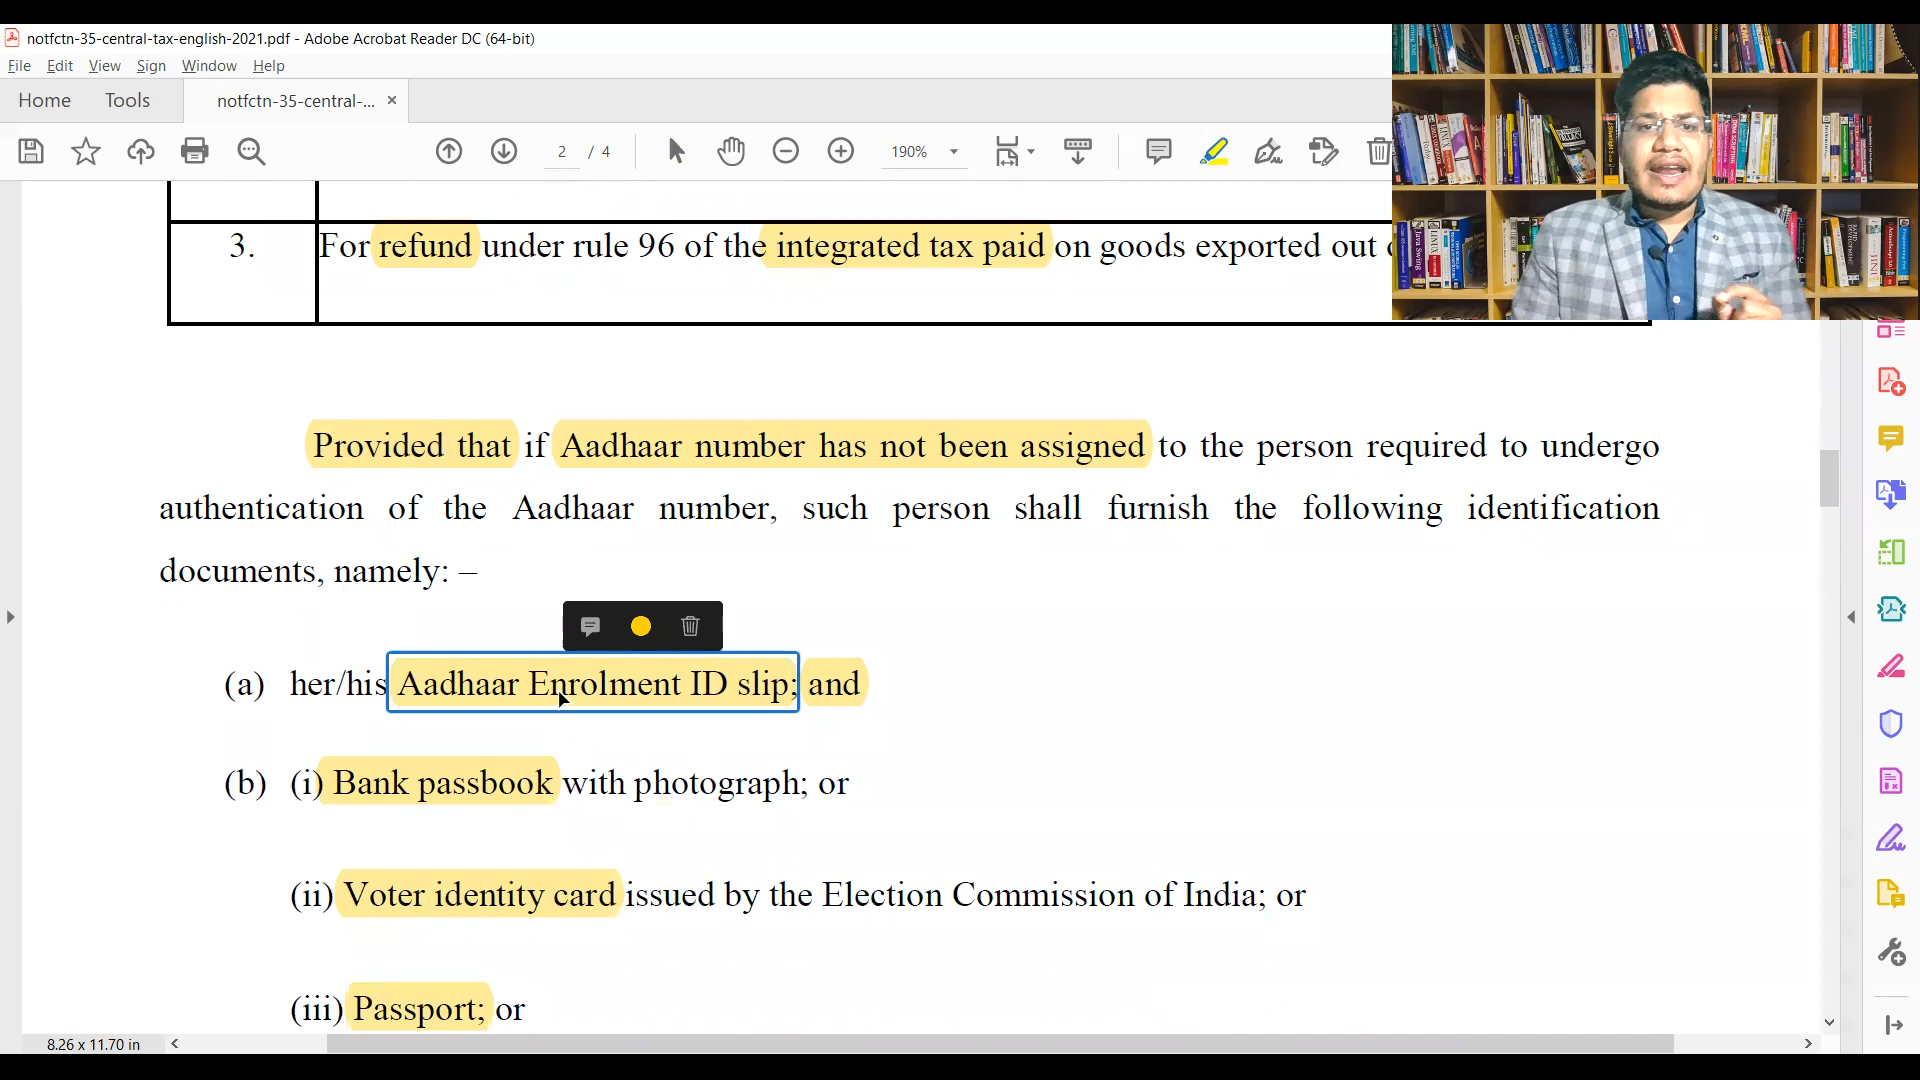 notfctn-35-central-tax-english-2021.pdf - Adobe Acrobat Reader DC (64-bit)
File Edit View Sign Window Help
Home Tools notfctn-35-central-... ×
2 / 4 190%
3. For refund under rule 96 of the integrated tax paid on goods exported out
Provided that if Aadhaar number has not been assigned to the person required to undergo
authentication of the Aadhaar number, such person shall furnish the following identification
documents, namely: –
(a) her/his Aadhaar Enrolment ID slip; and
(b) (i) Bank passbook with photograph; or
(ii) Voter identity card issued by the Election Commission of India; or
(iii) Passport; or
8.26 x 11.70 in